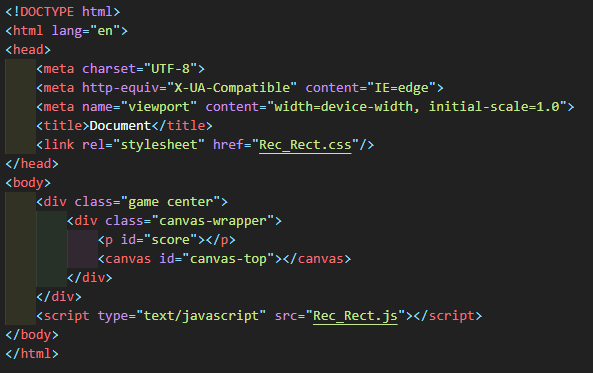 <!DOCTYPE html>
<html lang="en">
<head>
    <meta charset="UTF-8">
    <meta http-equiv="X-UA-Compatible" content="IE=edge">
    <meta name="viewport" content="width=device-width, initial-scale=1.0">
    <title>Document</title>
    <link rel="stylesheet" href="Rec_Rect.css"/>
</head>
<body>
    <div class="game center">
        <div class="canvas-wrapper">
            <p id="score"></p>
            <canvas id="canvas-top"></canvas>
        </div>
    </div>
    <script type="text/javascript" src="Rec_Rect.js"></script>
</body>
</html>